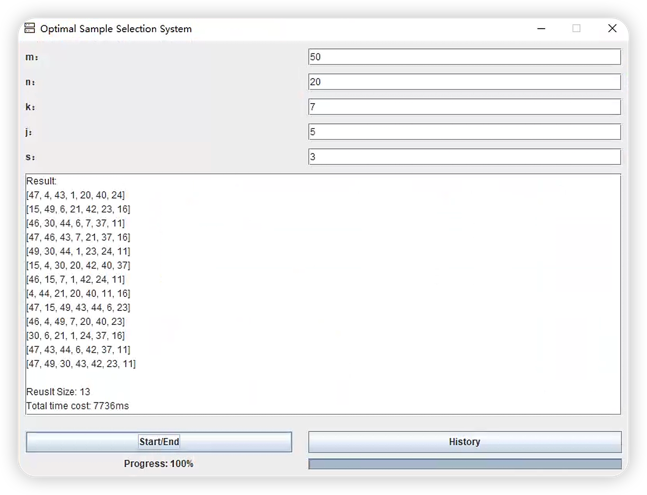 Optimal Sample Selection System
m: 50
n: 20
k: 7
j: 5
s: 3
Result:
[47, 4, 43, 1, 20, 40, 24]
[15, 49, 6, 21, 42, 23, 16]
[46, 30, 44, 6, 7, 37, 11]
[47, 46, 43, 7, 21, 37, 16]
[49, 30, 44, 1, 23, 24, 11]
[15, 4, 30, 20, 42, 40, 37]
[46, 15, 7, 1, 42, 24, 11]
[4, 44, 21, 20, 40, 11, 16]
[47, 15, 49, 43, 44, 6, 23]
[46, 4, 49, 7, 20, 40, 23]
[30, 6, 21, 1, 24, 37, 16]
[47, 43, 44, 6, 42, 37, 11]
[47, 49, 30, 43, 42, 23, 11]
Reuslt Size: 13
Total time cost: 7736ms
Start/End History
Progress: 100%